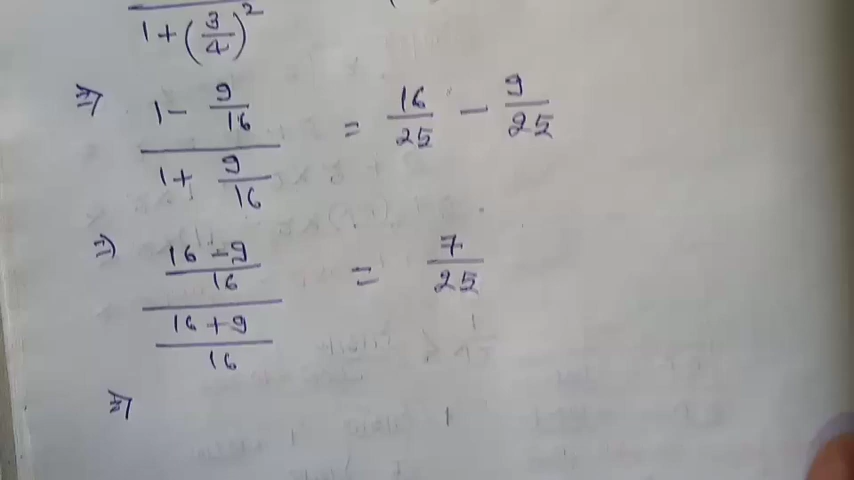 1 + (3/4)²
⇒ (1 - 9/16) / (1 + 9/16) = 16/25 - 9/25
⇒ ((16 - 9)/16) / ((16 + 9)/16) = 7/25
⇒